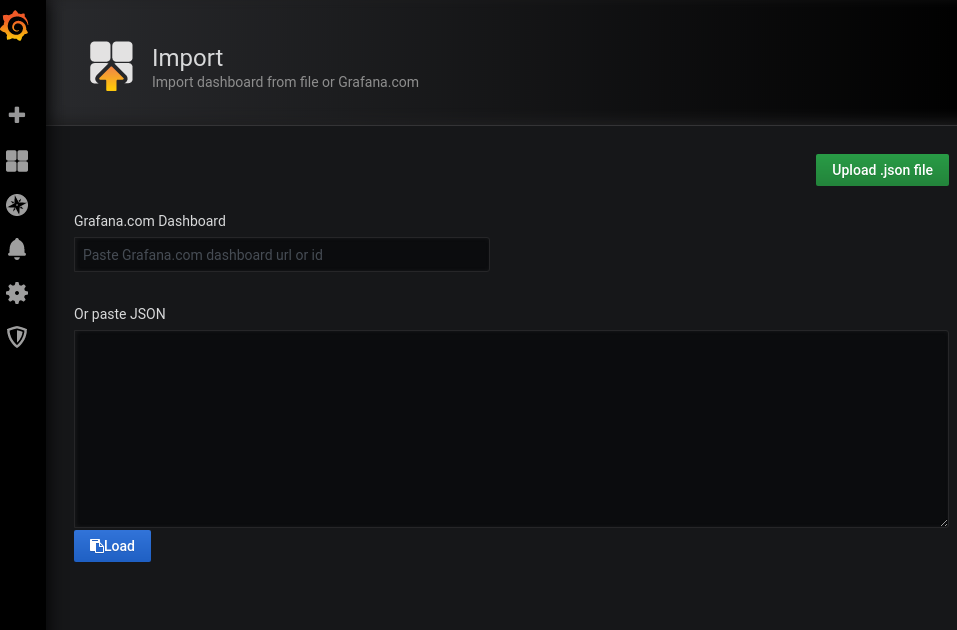 Import
Import dashboard from file or Grafana.com
Upload .json file
Grafana.com Dashboard
Paste Grafana.com dashboard url or id
Or paste JSON
Load